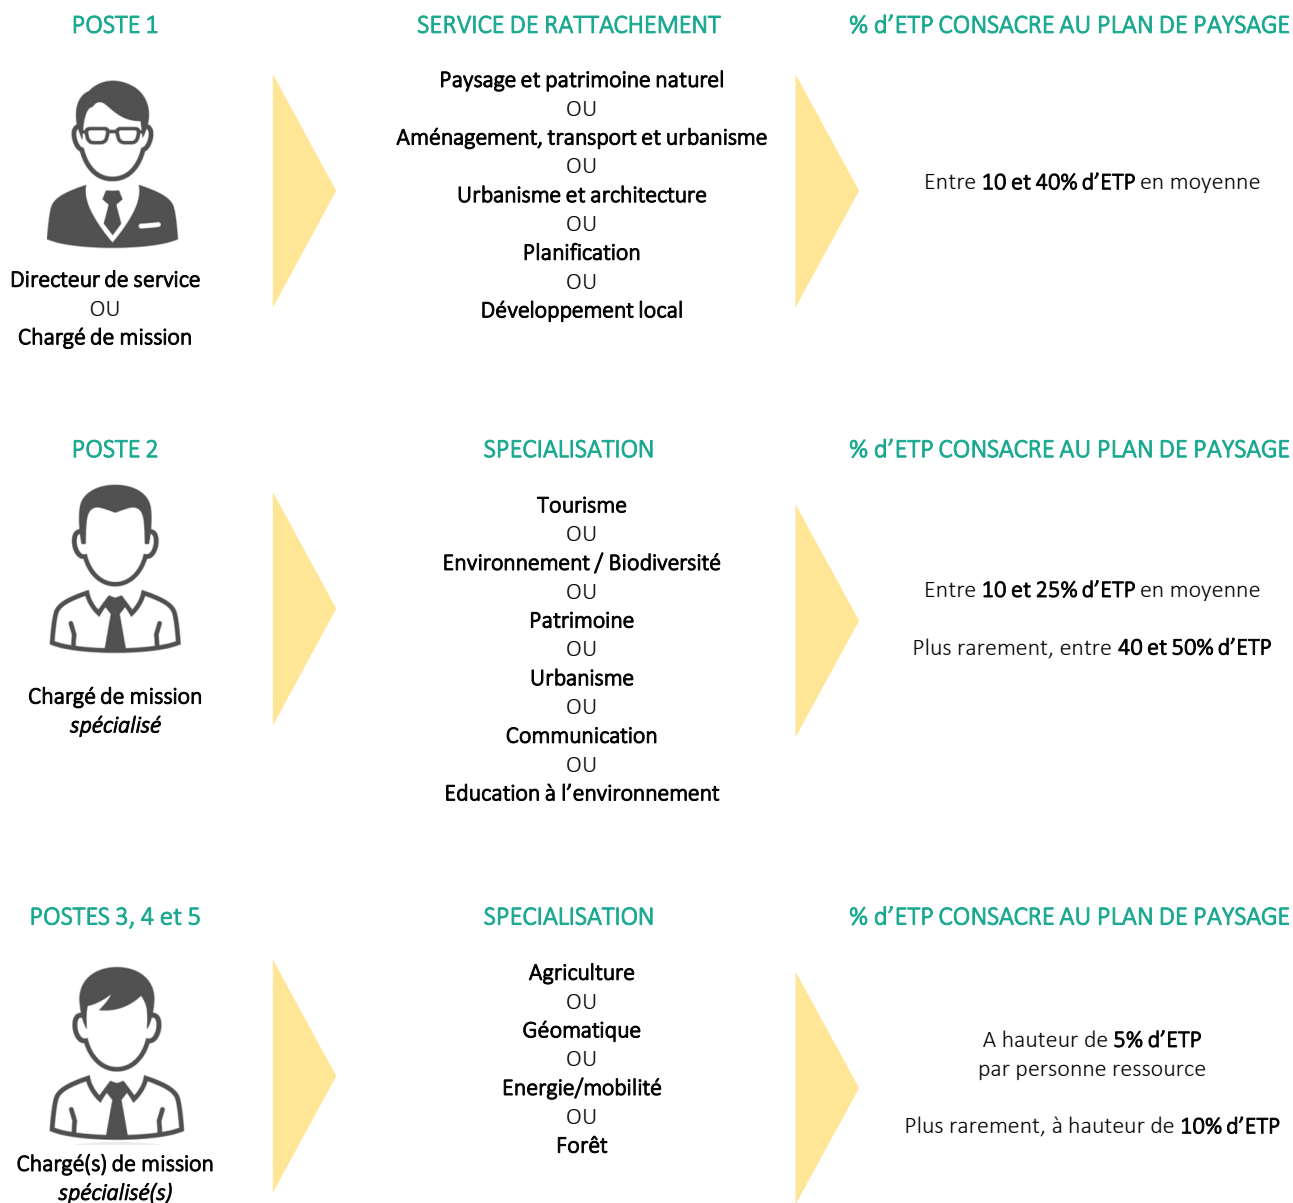 POSTE 1
SERVICE DE RATTACHEMENT
% d’ETP CONSACRE AU PLAN DE PAYSAGE
Directeur de service
OU
Chargé de mission
Paysage et patrimoine naturel
OU
Aménagement, transport et urbanisme
OU
Urbanisme et architecture
OU
Planification
OU
Développement local
Entre 10 et 40% d’ETP en moyenne
POSTE 2
SPECIALISATION
% d’ETP CONSACRE AU PLAN DE PAYSAGE
Chargé de mission
spécialisé
Tourisme
OU
Environnement / Biodiversité
OU
Patrimoine
OU
Urbanisme
OU
Communication
OU
Education à l’environnement
Entre 10 et 25% d’ETP en moyenne
Plus rarement, entre 40 et 50% d’ETP
POSTES 3, 4 et 5
SPECIALISATION
% d’ETP CONSACRE AU PLAN DE PAYSAGE
Chargé(s) de mission
spécialisé(s)
Agriculture
OU
Géomatique
OU
Energie/mobilité
OU
Forêt
A hauteur de 5% d’ETP
par personne ressource
Plus rarement, à hauteur de 10% d’ETP